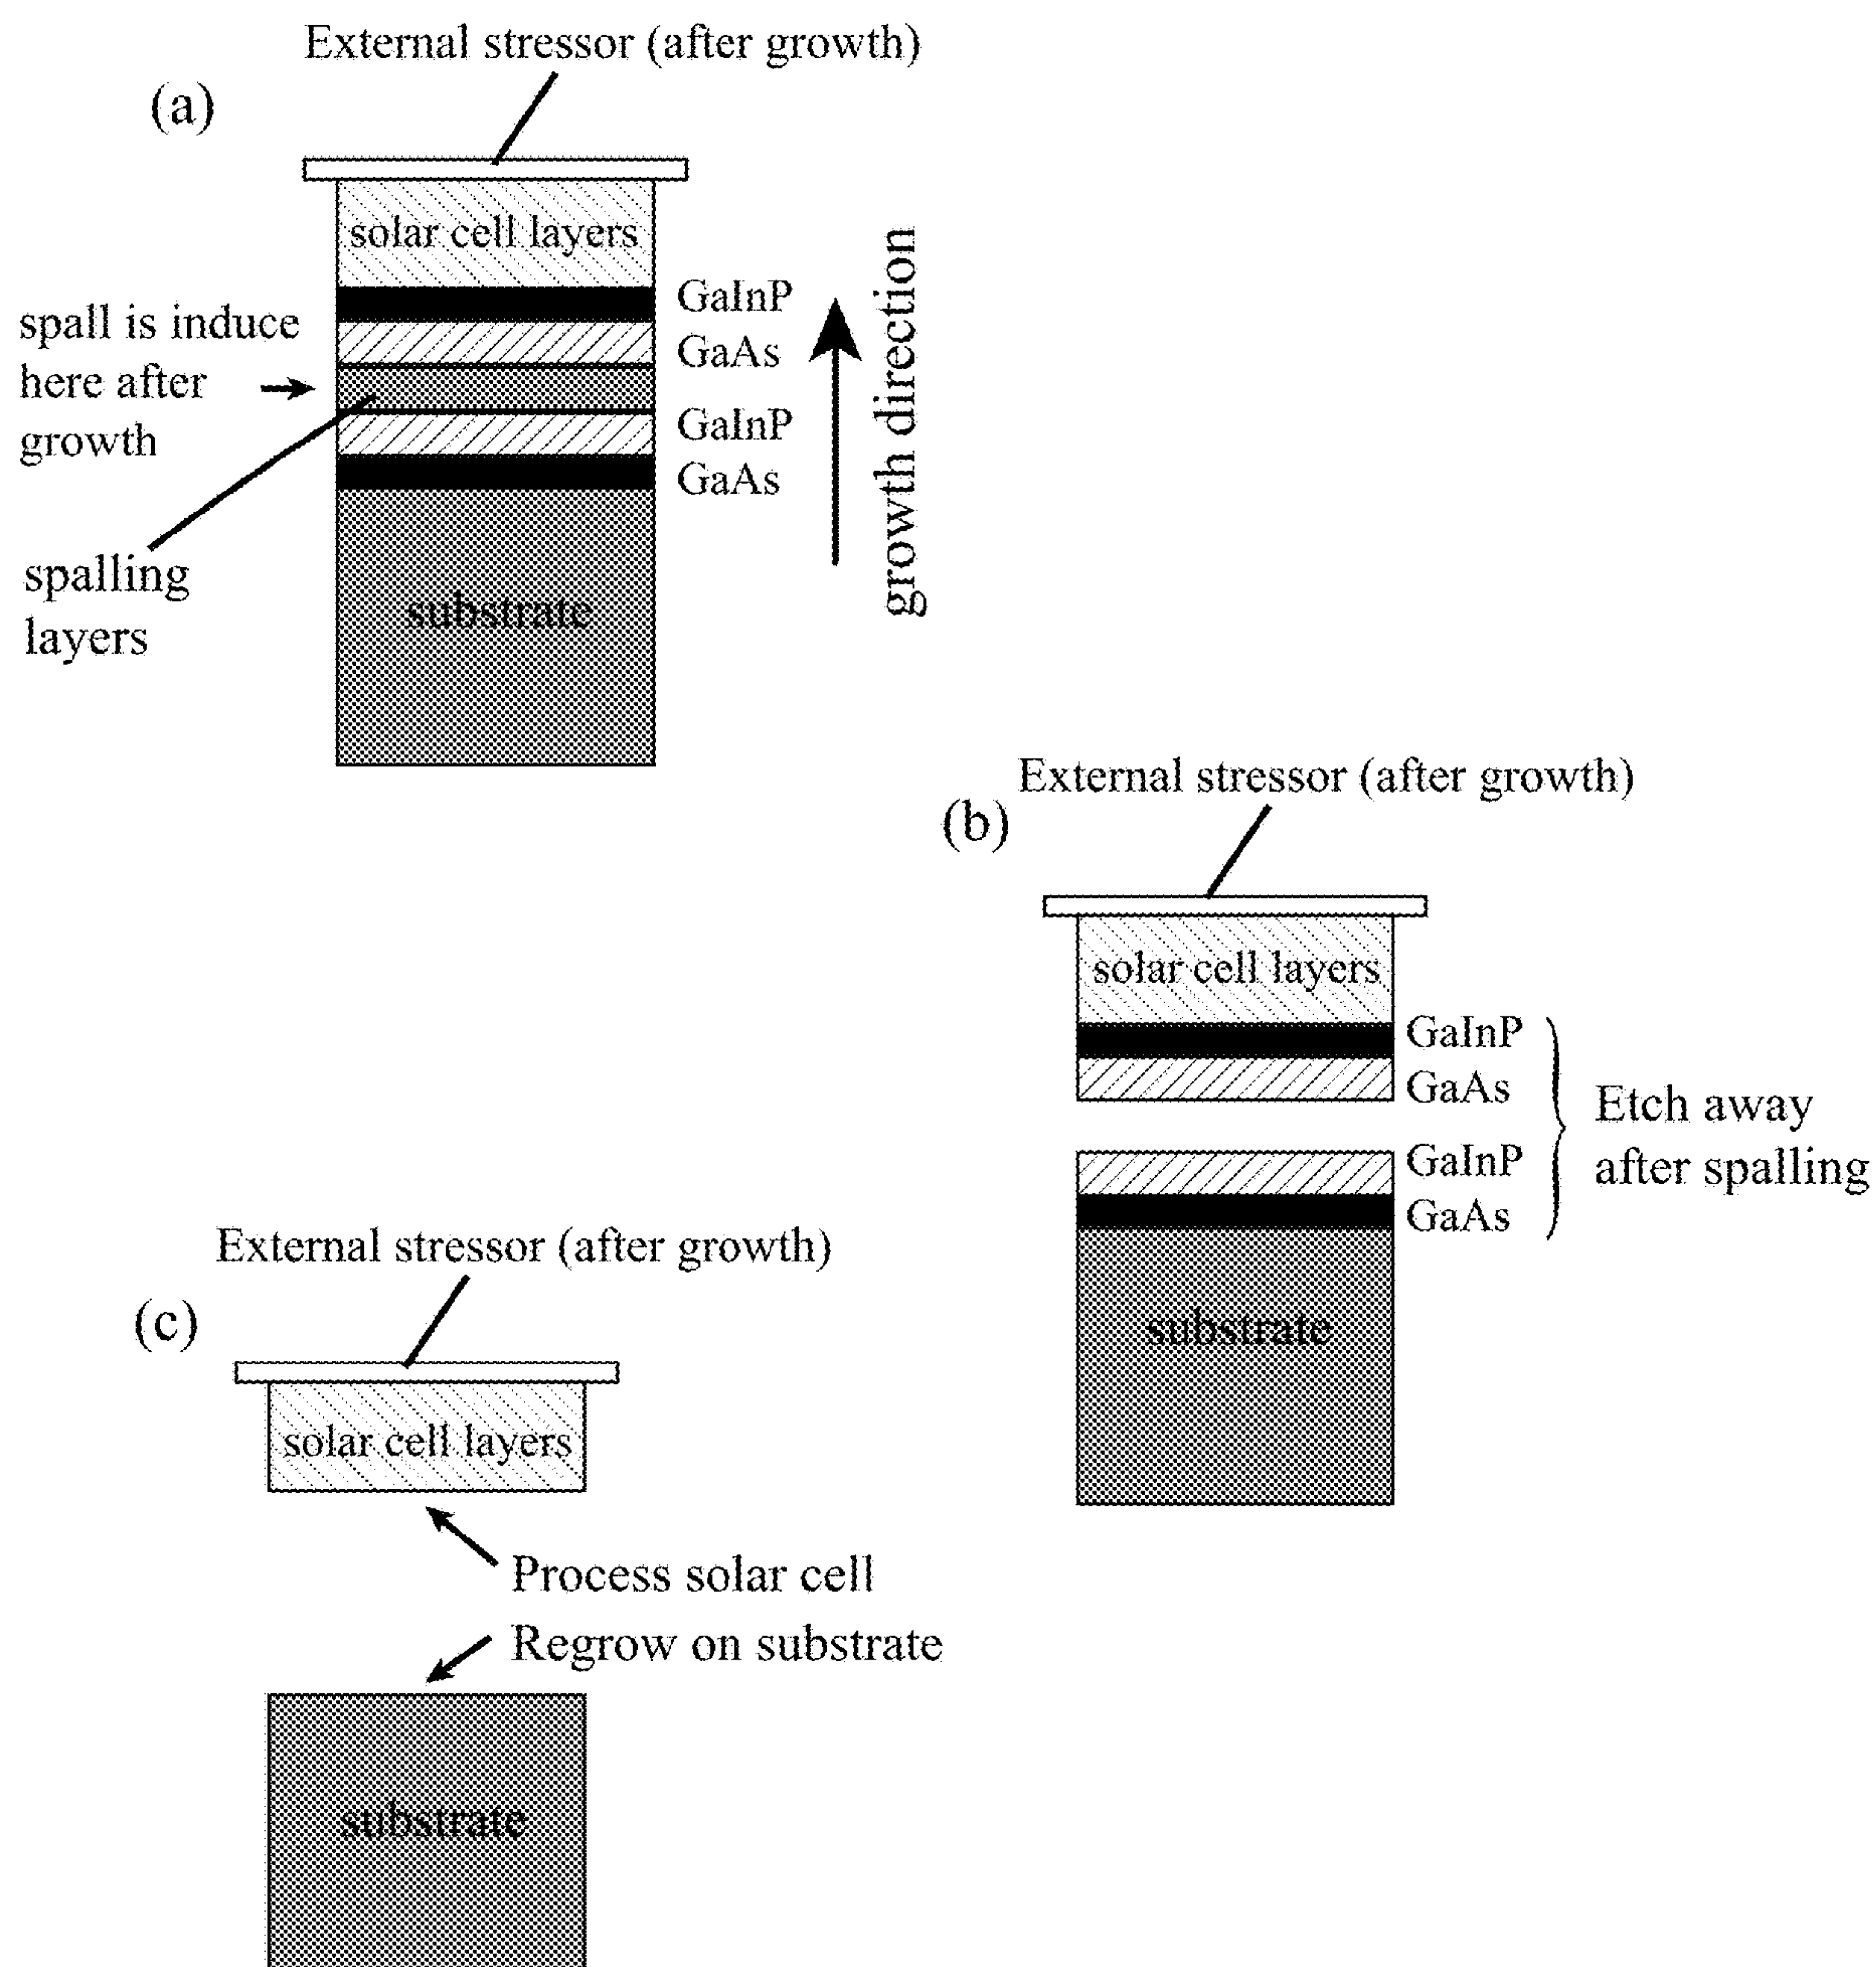 External stressor (after growth)
(a)
solar cell layers
GaInP
GaAs
spall is induce
here after
growth
GaInP
GaAs
growth direction
spalling
layers
substrate
External stressor (after growth)
(b)
solar cell layers
GaInP
GaAs
GaInP
GaAs
Etch away
after spalling
substrate
External stressor (after growth)
(c)
solar cell layers
Process solar cell
Regrow on substrate
substrate